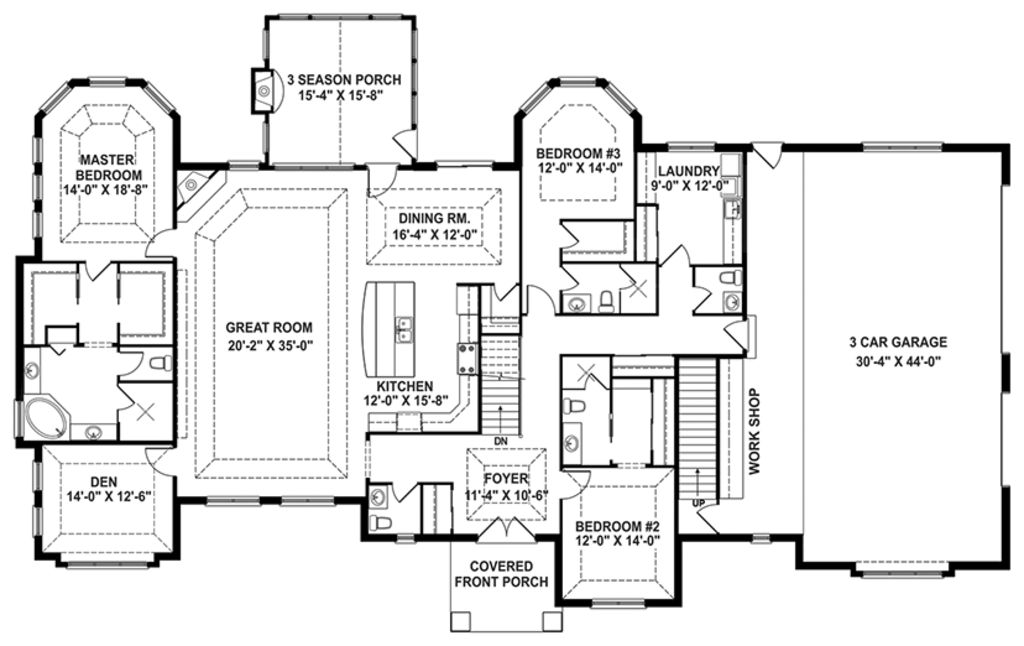 3 SEASON PORCH
15'-4" X 15'-8"
MASTER
BEDROOM
14'-0" X 18'-8"
BEDROOM #3
12'-0" X 14'-0"
LAUNDRY
9'-0" X 12'-0"
DINING RM.
16'-4" X 12'-0"
GREAT ROOM
20'-2" X 35'-0"
3 CAR GARAGE
30'-4" X 44'-0"
KITCHEN
12'-0" X 15'-8"
WORK SHOP
DN
DEN
14'-0" X 12'-6"
FOYER
11'-4" X 10'-6"
UP
BEDROOM #2
12'-0" X 14'-0"
COVERED
FRONT PORCH